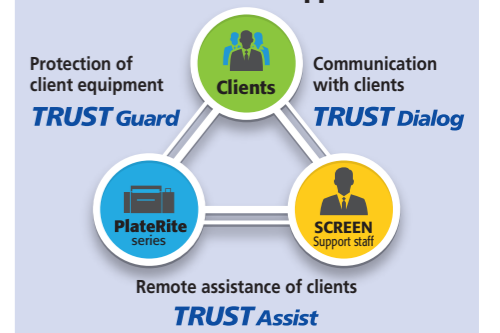 Protection of
client equipment
TRUST Guard
Clients
Communication
with clients
TRUST Dialog
PlateRite
series
SCREEN
Support staff
Remote assistance of clients
TRUST Assist